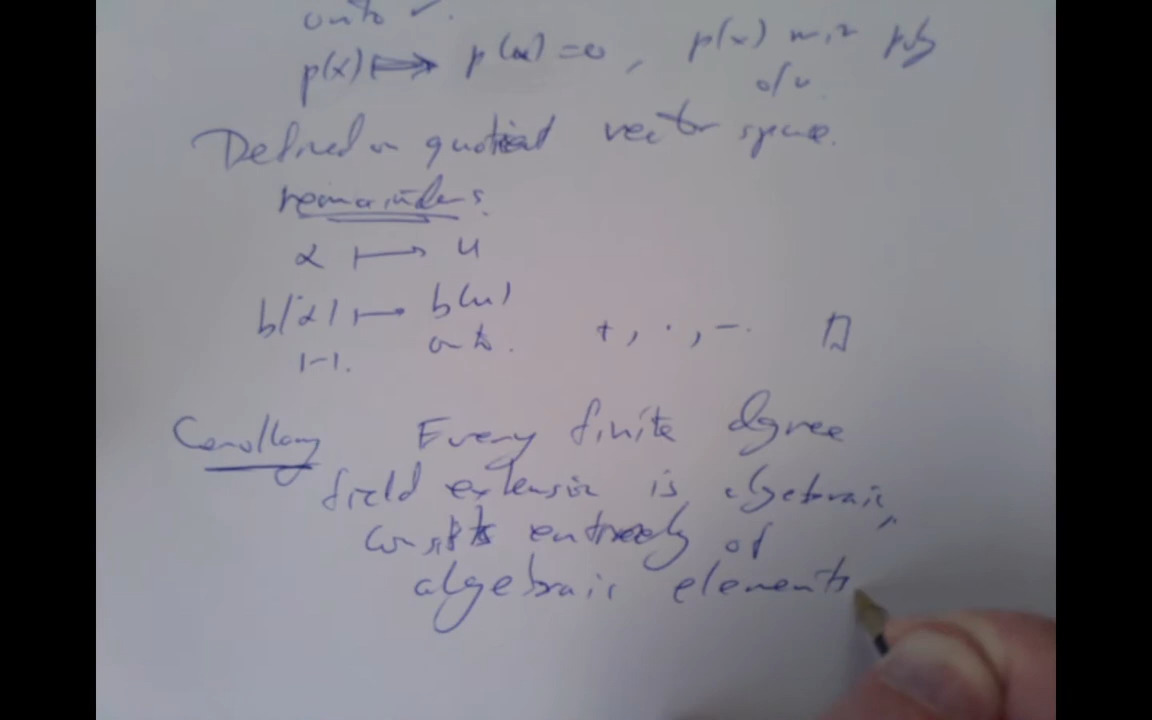 onto ✓.
p(x) ↦ p(α) = 0, p(x) min poly
of u.
Defined on quotient vector space.
remainders.
α ↦ u
b(α) ↦ b(u)
1-1. onto. +, ·, -. □
Corollary Every finite degree
field extension is algebraic,
consists entirely of
algebraic elements